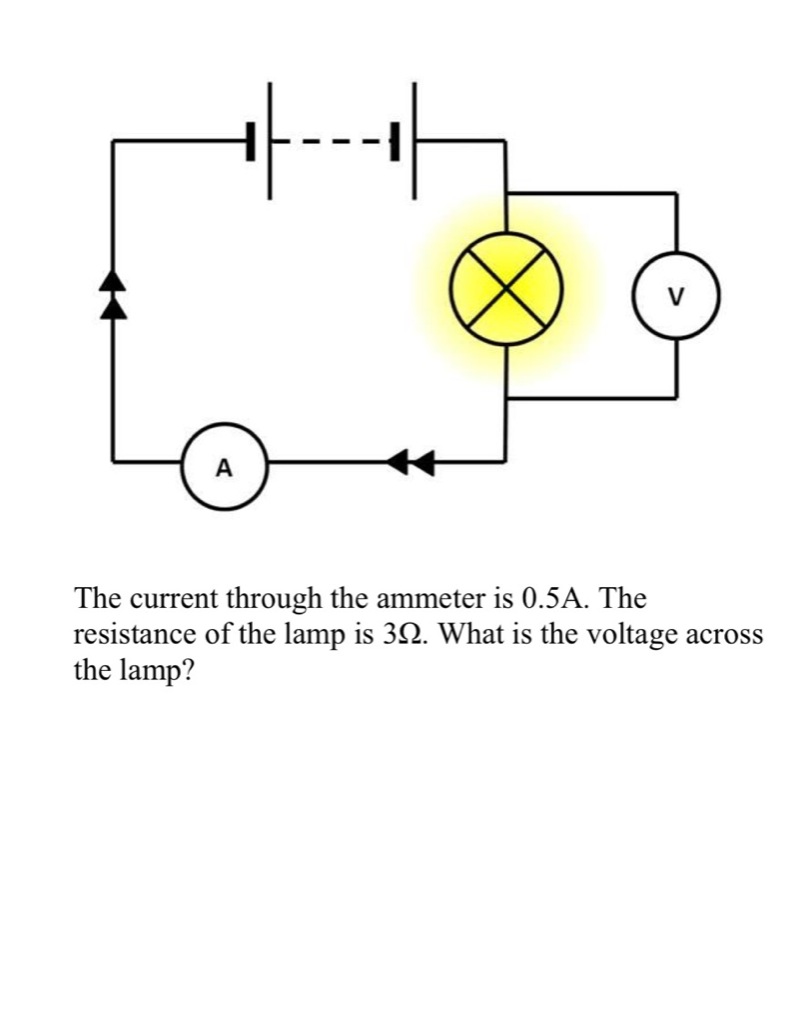 V
A
The current through the ammeter is 0.5A. The
resistance of the lamp is 3Ω. What is the voltage across
the lamp?